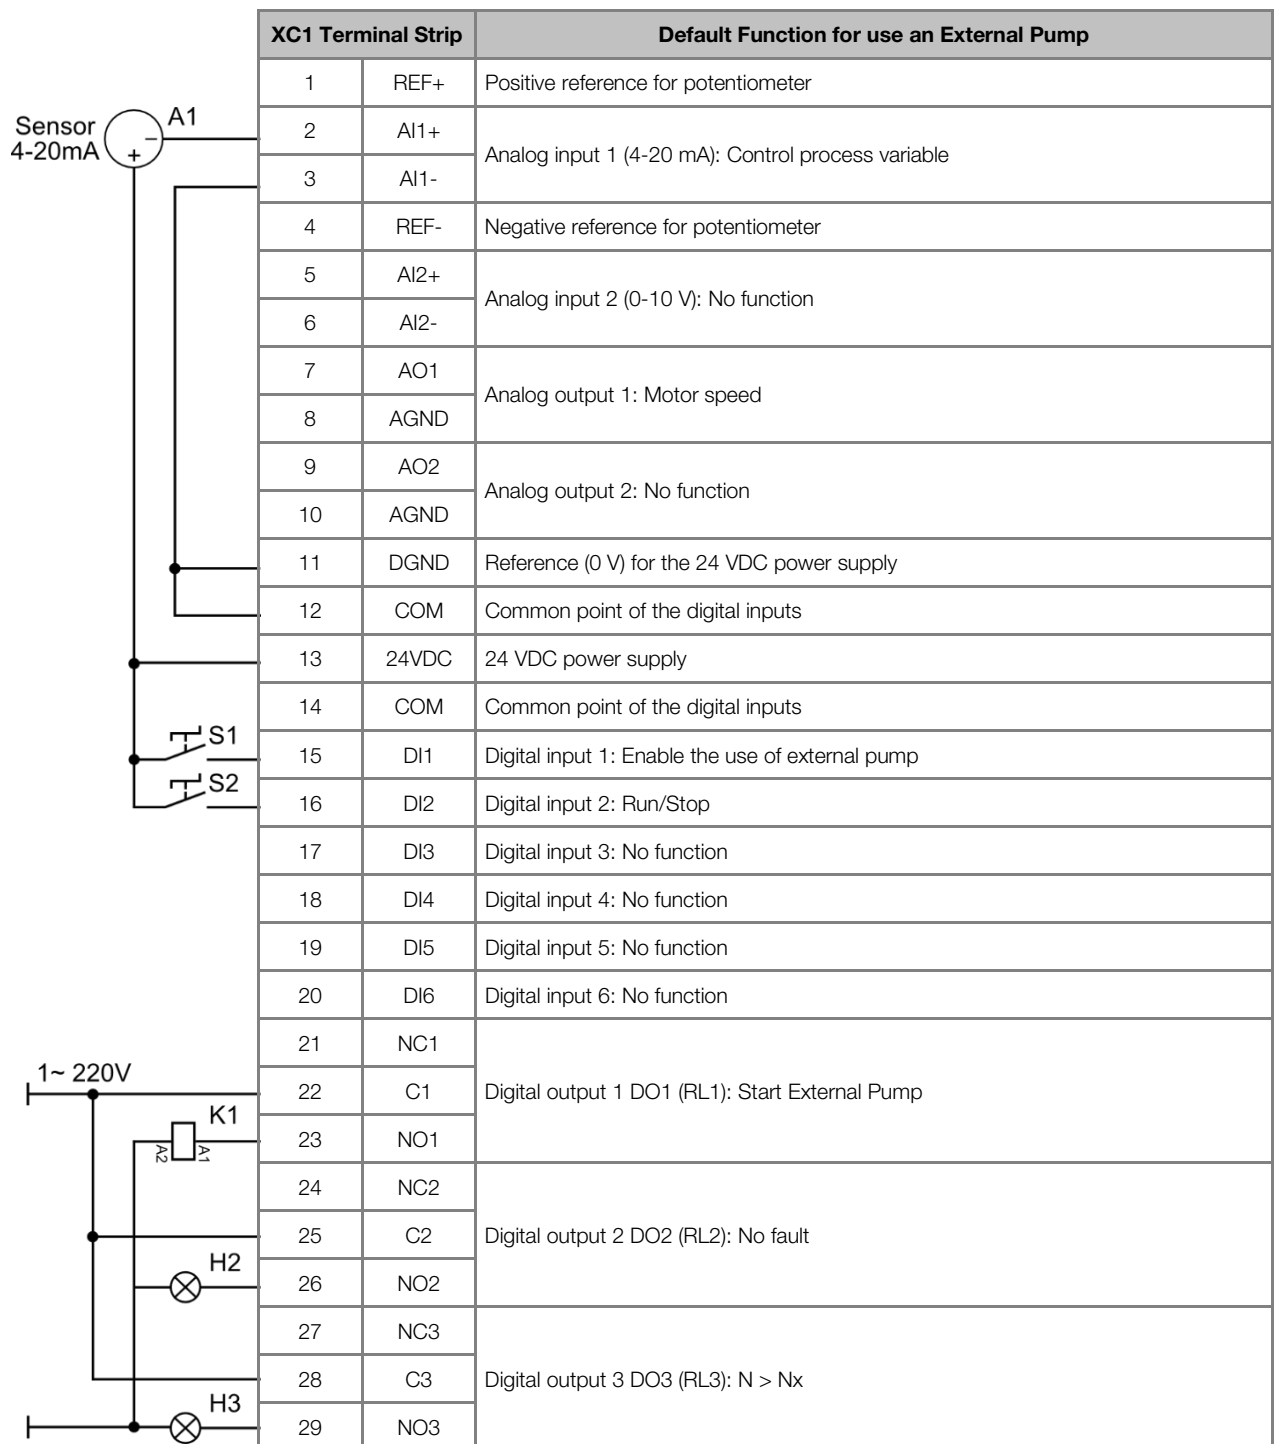 XC1 Terminal Strip Default Function for use an External Pump
1 REF+ Positive reference for potentiometer
Sensor
4-20mA
+
−
A1
2 AI1+
Analog input 1 (4-20 mA): Control process variable
3 AI1-
4 REF- Negative reference for potentiometer
5 AI2+
Analog input 2 (0-10 V): No function
6 AI2-
7 AO1
Analog output 1: Motor speed
8 AGND
9 AO2
Analog output 2: No function
10 AGND
11 DGND Reference (0 V) for the 24 VDC power supply
12 COM Common point of the digital inputs
13 24VDC 24 VDC power supply
14 COM Common point of the digital inputs
S1
15 DI1 Digital input 1: Enable the use of external pump
S2
16 DI2 Digital input 2: Run/Stop
17 DI3 Digital input 3: No function
18 DI4 Digital input 4: No function
19 DI5 Digital input 5: No function
20 DI6 Digital input 6: No function
21 NC1
1~ 220V
22 C1 Digital output 1 DO1 (RL1): Start External Pump
K1
A2
A1
23 NO1
24 NC2
25 C2 Digital output 2 DO2 (RL2): No fault
H2
26 NO2
27 NC3
28 C3 Digital output 3 DO3 (RL3): N > Nx
H3
29 NO3